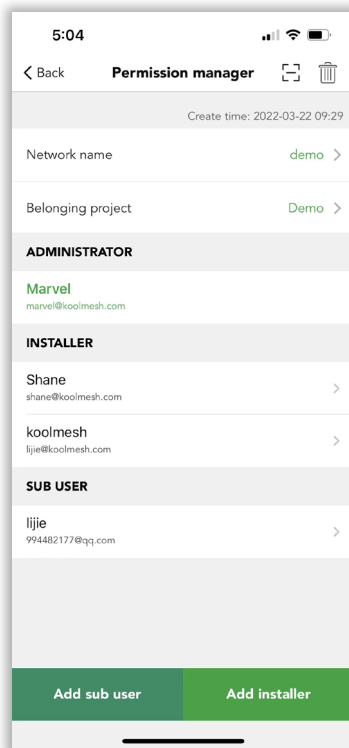 5:04
Back Permission manager
Create time: 2022-03-22 09:29
Network name demo
Belonging project Demo
ADMINISTRATOR
Marvel
marvel@koolmesh.com
INSTALLER
Shane
shane@koolmesh.com
koolmesh
lijie@koolmesh.com
SUB USER
lijie
994482177@qq.com
Add sub user Add installer